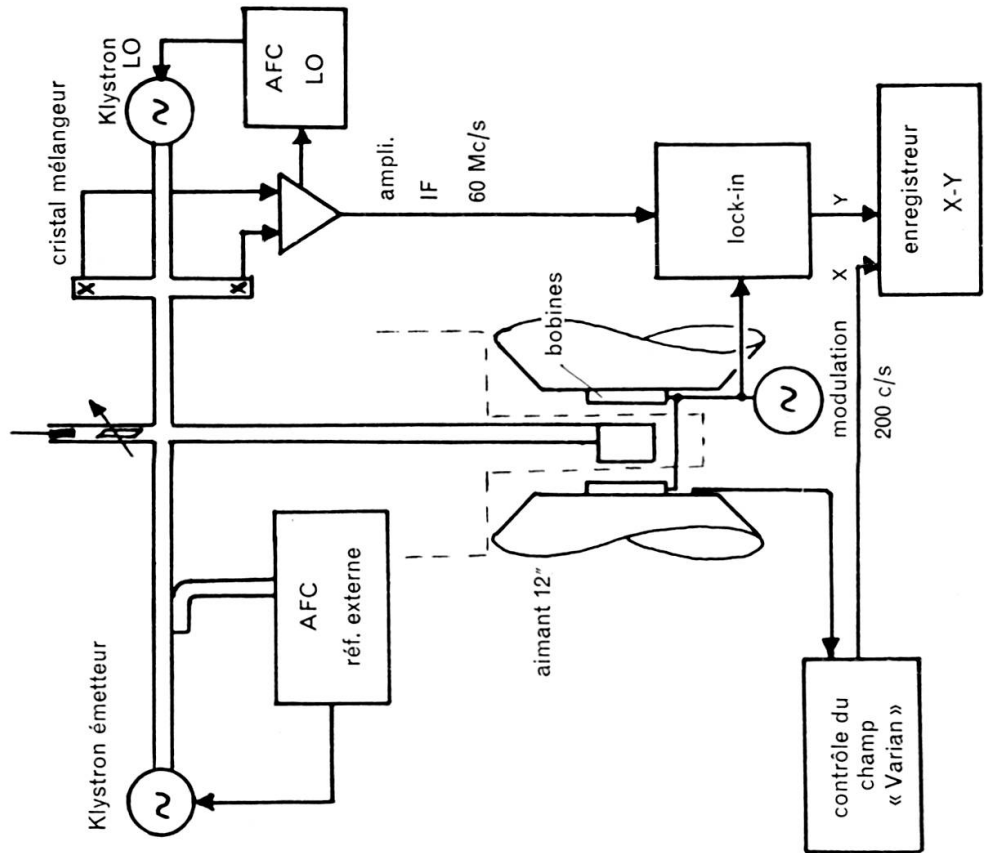 Klystron émetteur
AFC
réf. externe
cristal mélangeur
Klystron
LO
AFC
LO
ampli.
IF
60 Mc/s
aimant 12"
bobines
lock-in
modulation
200 c/s
X
Y
contrôle du
champ
« Varian »
enregistreur
X-Y